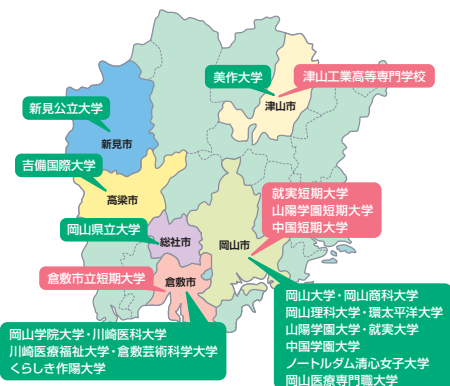 美作大学
津山工業高等専門学校
津山市
新見公立大学
新見市
吉備国際大学
高梁市
就実短期大学
山陽学園短期大学
中国短期大学
岡山県立大学
総社市
岡山市
倉敷市立短期大学
倉敷市
岡山大学・岡山商科大学
岡山理科大学・環太平洋大学
山陽学園大学・就実大学
中国学園大学
ノートルダム清心女子大学
岡山医療専門職大学
岡山学院大学・川崎医科大学
川崎医療福祉大学・倉敷芸術科学大学
くらしき作陽大学